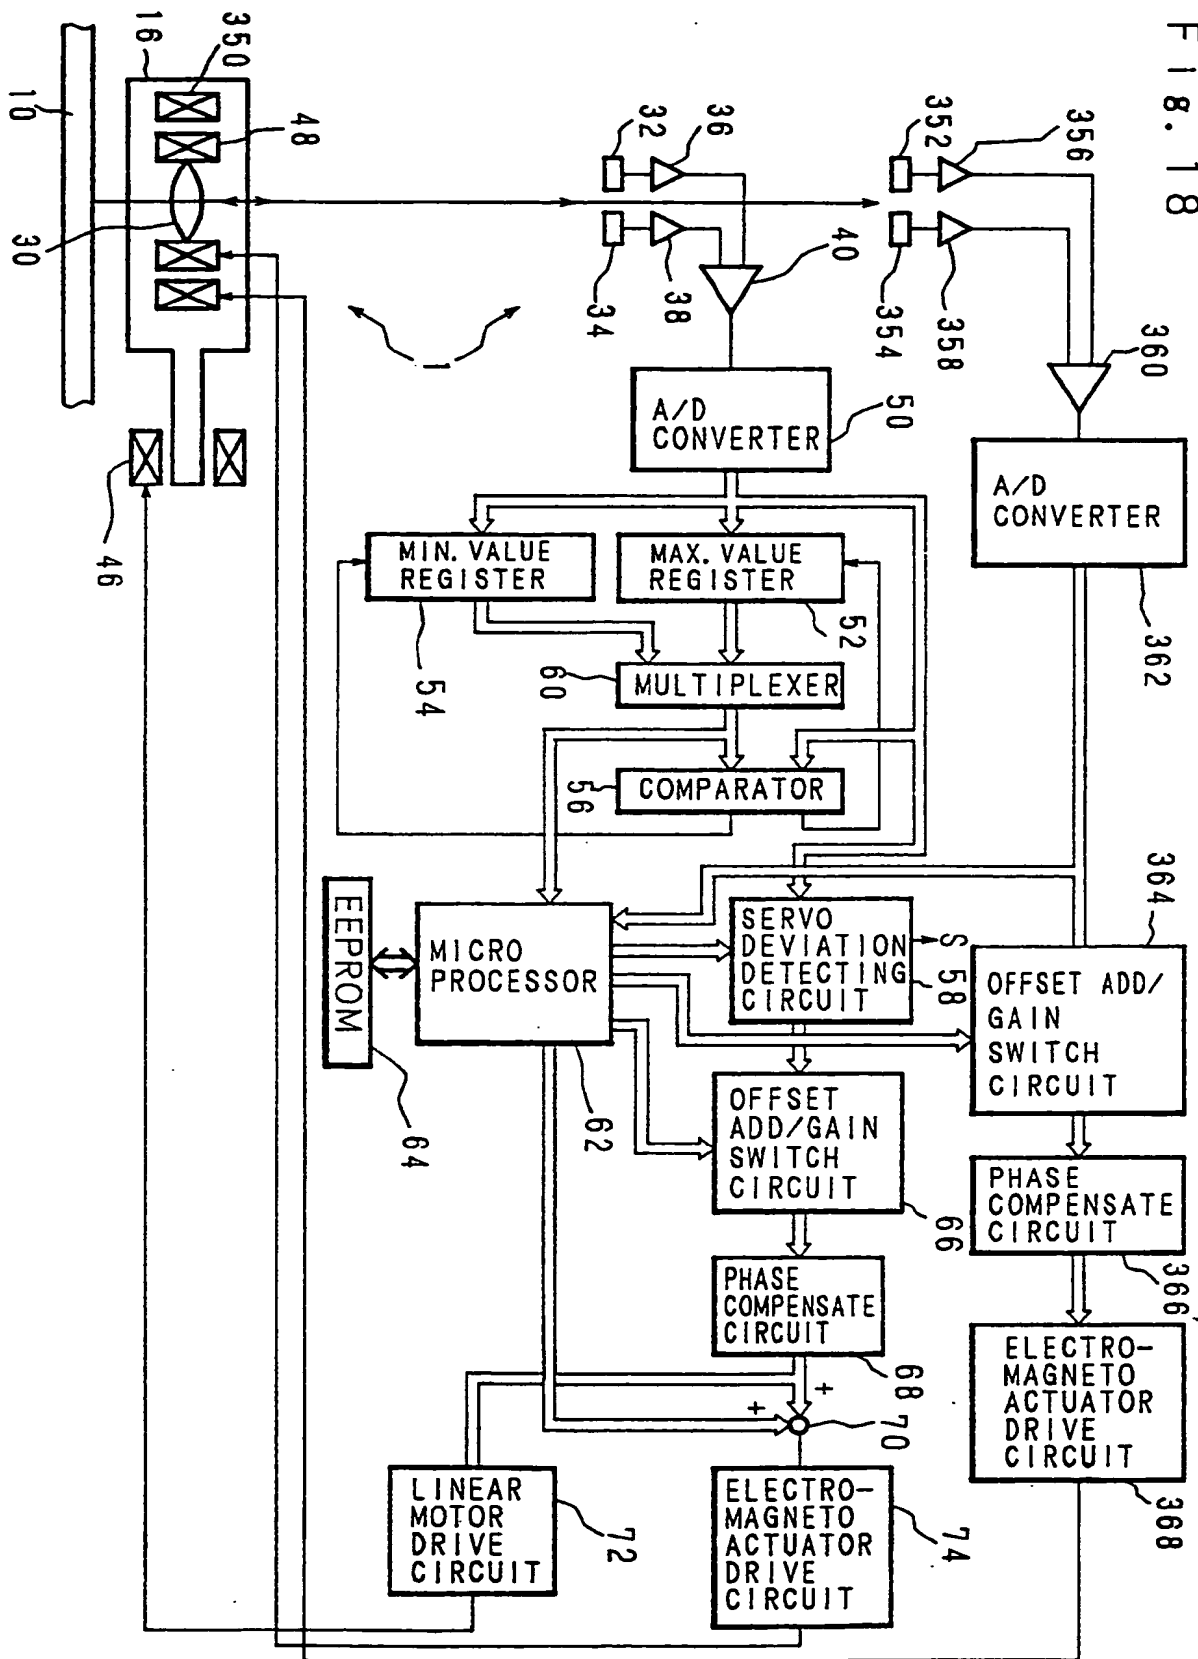 Fig. 18
350
16
10
48
30
46
1
32
36
34
38
40
352
356
354
358
360
A/D
CONVERTER
50
A/D
CONVERTER
362
MIN. VALUE
REGISTER
54
MAX. VALUE
REGISTER
52
60
MULTIPLEXER
56
COMPARATOR
EEPROM
64
MICRO
PROCESSOR
62
SERVO
DEVIATION
DETECTING
CIRCUIT
S
58
364
OFFSET ADD/
GAIN
SWITCH
CIRCUIT
OFFSET
ADD/GAIN
SWITCH
CIRCUIT
66
PHASE
COMPENSATE
CIRCUIT
366
PHASE
COMPENSATE
CIRCUIT
68
+
+
70
LINEAR
MOTOR
DRIVE
CIRCUIT
72
ELECTRO-
MAGNETO
ACTUATOR
DRIVE
CIRCUIT
74
ELECTRO-
MAGNETO
ACTUATOR
DRIVE
CIRCUIT
368